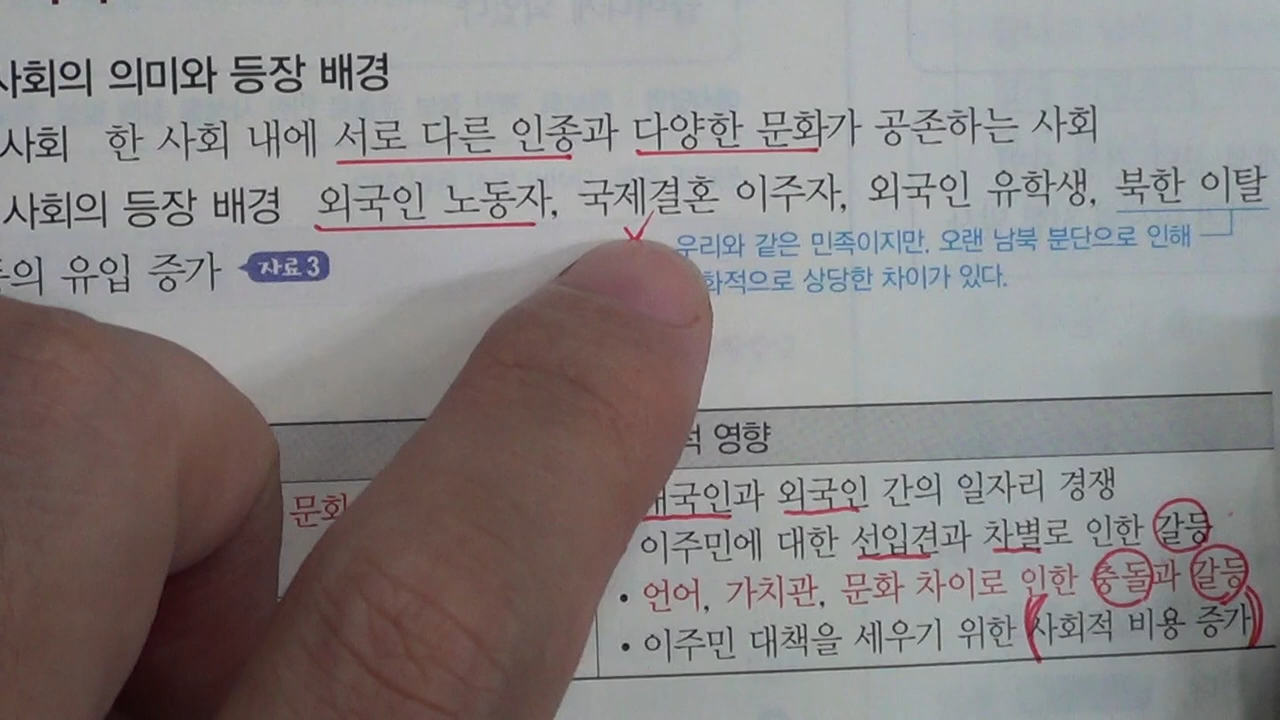 사회의 의미와 등장 배경
사회 한 사회 내에 서로 다른 인종과 다양한 문화가 공존하는 사회
사회의 등장 배경 외국인 노동자, 국제결혼 이주자, 외국인 유학생, 북한 이탈
의 유입 증가 자료 3
우리와 같은 민족이지만, 오랜 남북 분단으로 인해
화적으로 상당한 차이가 있다.
적 영향
문화
내국인과 외국인 간의 일자리 경쟁
이주민에 대한 선입견과 차별로 인한 갈등
• 언어, 가치관, 문화 차이로 인한 충돌과 갈등
• 이주민 대책을 세우기 위한 사회적 비용 증가